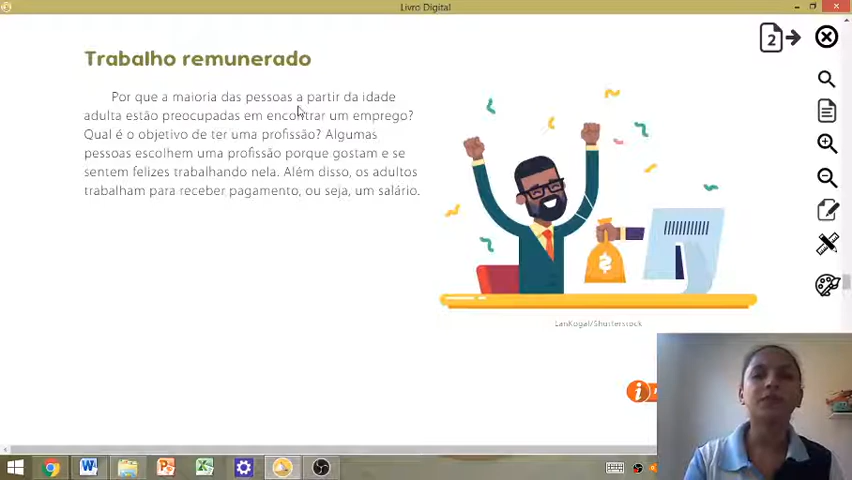 Livro Digital
2
Trabalho remunerado
Por que a maioria das pessoas a partir da idade
adulta estão preocupadas em encontrar um emprego?
Qual é o objetivo de ter uma profissão? Algumas
pessoas escolhem uma profissão porque gostam e se
sentem felizes trabalhando nela. Além disso, os adultos
trabalham para receber pagamento, ou seja, um salário.
LanKogal/Shutterstock